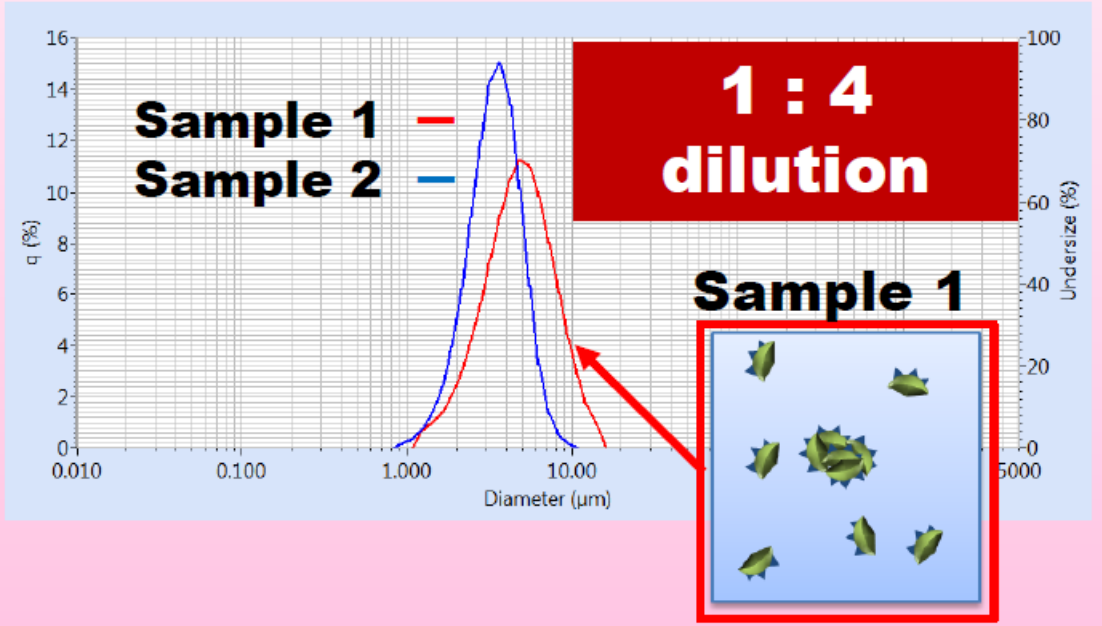 16
14
12
10
8
6
4
2
0
q (%)
Sample 1
Sample 2
1 : 4
dilution
100
80
60
40
20
0
Undersize (%)
Sample 1
0.010
0.100
1.000
10.00
5000
Diameter (µm)